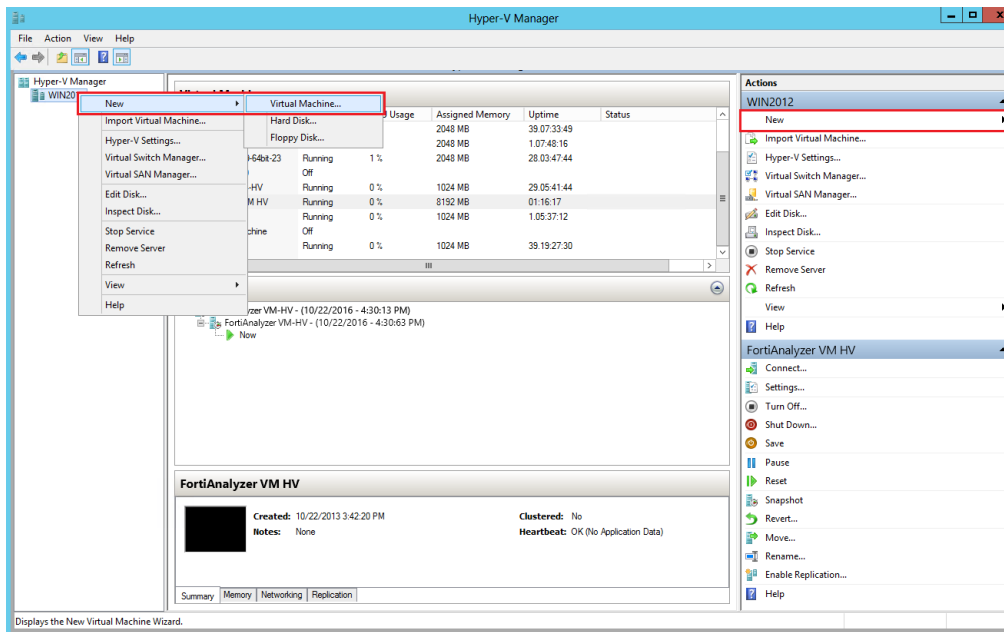 Hyper-V Manager
File Action View Help
Hyper-V Manager
WIN20
New
Virtual Machine...
Import Virtual Machine...
Hard Disk...
Floppy Disk...
Hyper-V Settings...
Virtual Switch Manager...
Virtual SAN Manager...
Edit Disk...
Inspect Disk...
Stop Service
Remove Server
Refresh
View
Help
Usage Assigned Memory Uptime Status
2048 MB 39.07:33:49
2048 MB 1.07:48:16
-64bit-23 Running 1 % 2048 MB 28.03:47:44
Off
-HV Running 0 % 1024 MB 29.05:41:44
M HV Running 0 % 8192 MB 01:16:17
Running 0 % 1024 MB 1.05:37:12
chine Off
Running 0 % 1024 MB 39.19:27:30
yzer VM-HV - (10/22/2016 - 4:30:13 PM)
FortiAnalyzer VM-HV - (10/22/2016 - 4:30:63 PM)
Now
FortiAnalyzer VM HV
Created: 10/22/2013 3:42:20 PM
Notes: None
Clustered: No
Heartbeat: OK (No Application Data)
Summary Memory Networking Replication
Actions
WIN2012
New
Import Virtual Machine...
Hyper-V Settings...
Virtual Switch Manager...
Virtual SAN Manager...
Edit Disk...
Inspect Disk...
Stop Service
Remove Server
Refresh
View
Help
FortiAnalyzer VM HV
Connect...
Settings...
Turn Off...
Shut Down...
Save
Pause
Reset
Snapshot
Revert...
Move...
Rename...
Enable Replication...
Help
Displays the New Virtual Machine Wizard.